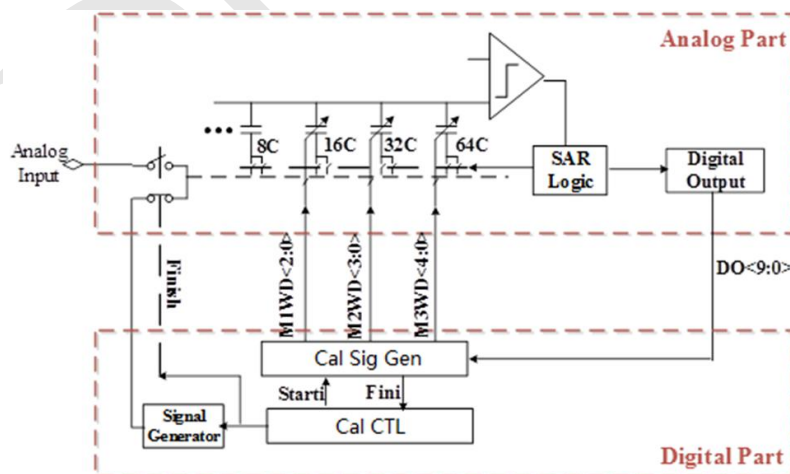 Analog Part
8C 16C 32C 64C
Analog
Input
SAR
Logic
Digital
Output
Finish
M1WD<2:0>
M2WD<3:0>
M3WD<4:0>
DO<9:0>
Cal Sig Gen
Starti
Fini
Signal
Generator
Cal CTL
Digital Part